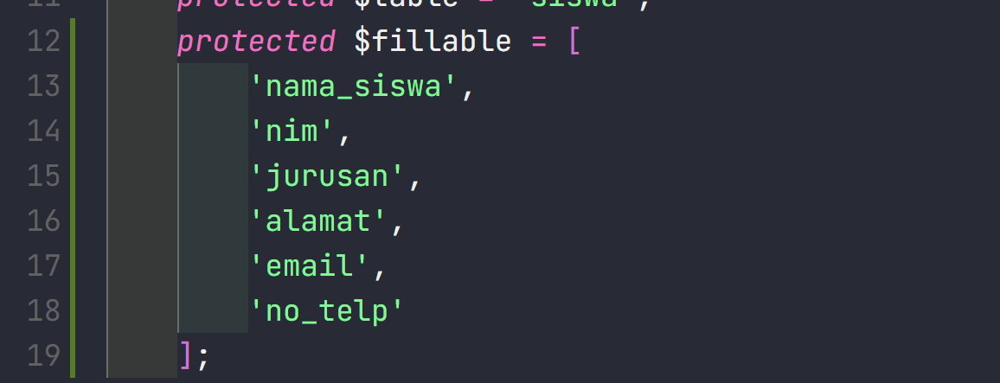 11 protected $table = 'siswa';
12 protected $fillable = [
13 'nama_siswa',
14 'nim',
15 'jurusan',
16 'alamat',
17 'email',
18 'no_telp'
19 ];